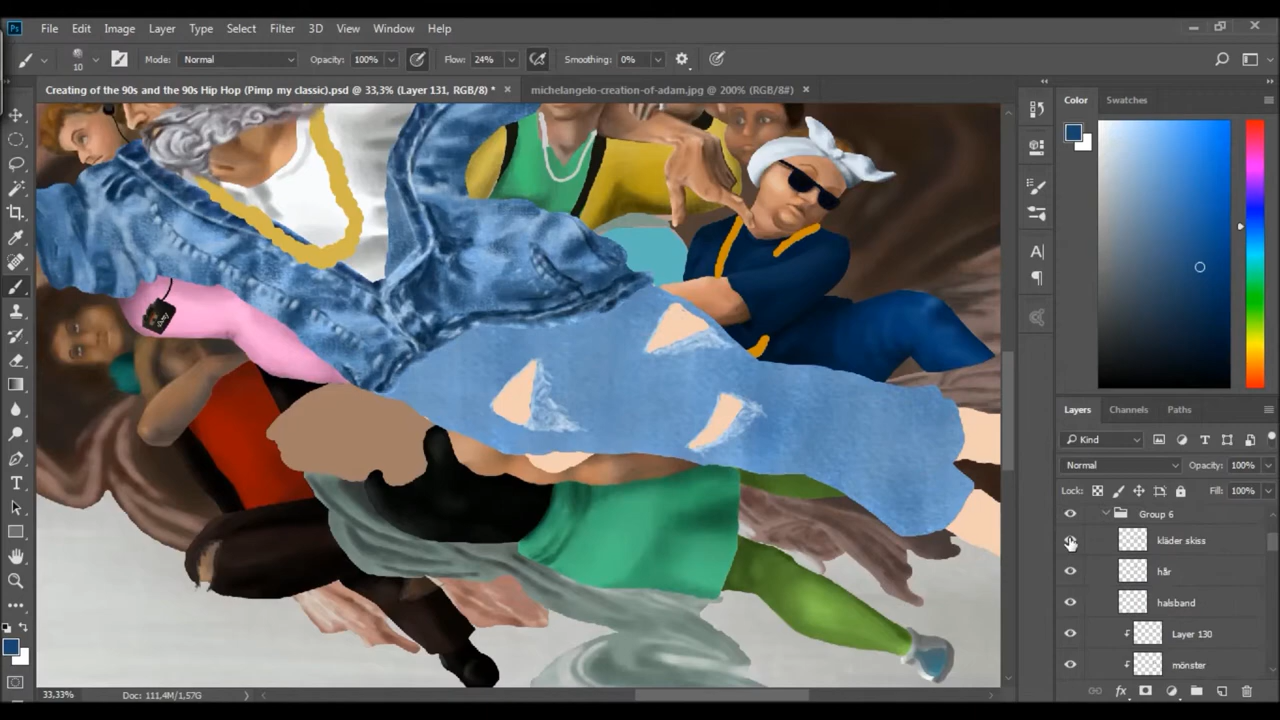 Ps File Edit Image Layer Type Select Filter 3D View Window Help
10 Mode: Normal Opacity: 100% Flow: 24% Smoothing: 0%
Creating of the 90s and the 90s Hip Hop (Pimp my classic).psd @ 33,3% (Layer 131, RGB/8) * michelangelo-creation-of-adam.jpg @ 200% (RGB/8#)
Color Swatches
Layers Channels Paths
Kind
Normal Opacity: 100%
Lock: Fill: 100%
Group 6
kläder skiss
hår
halsband
Layer 130
mönster
33,33% Doc: 111,4M/1,57G